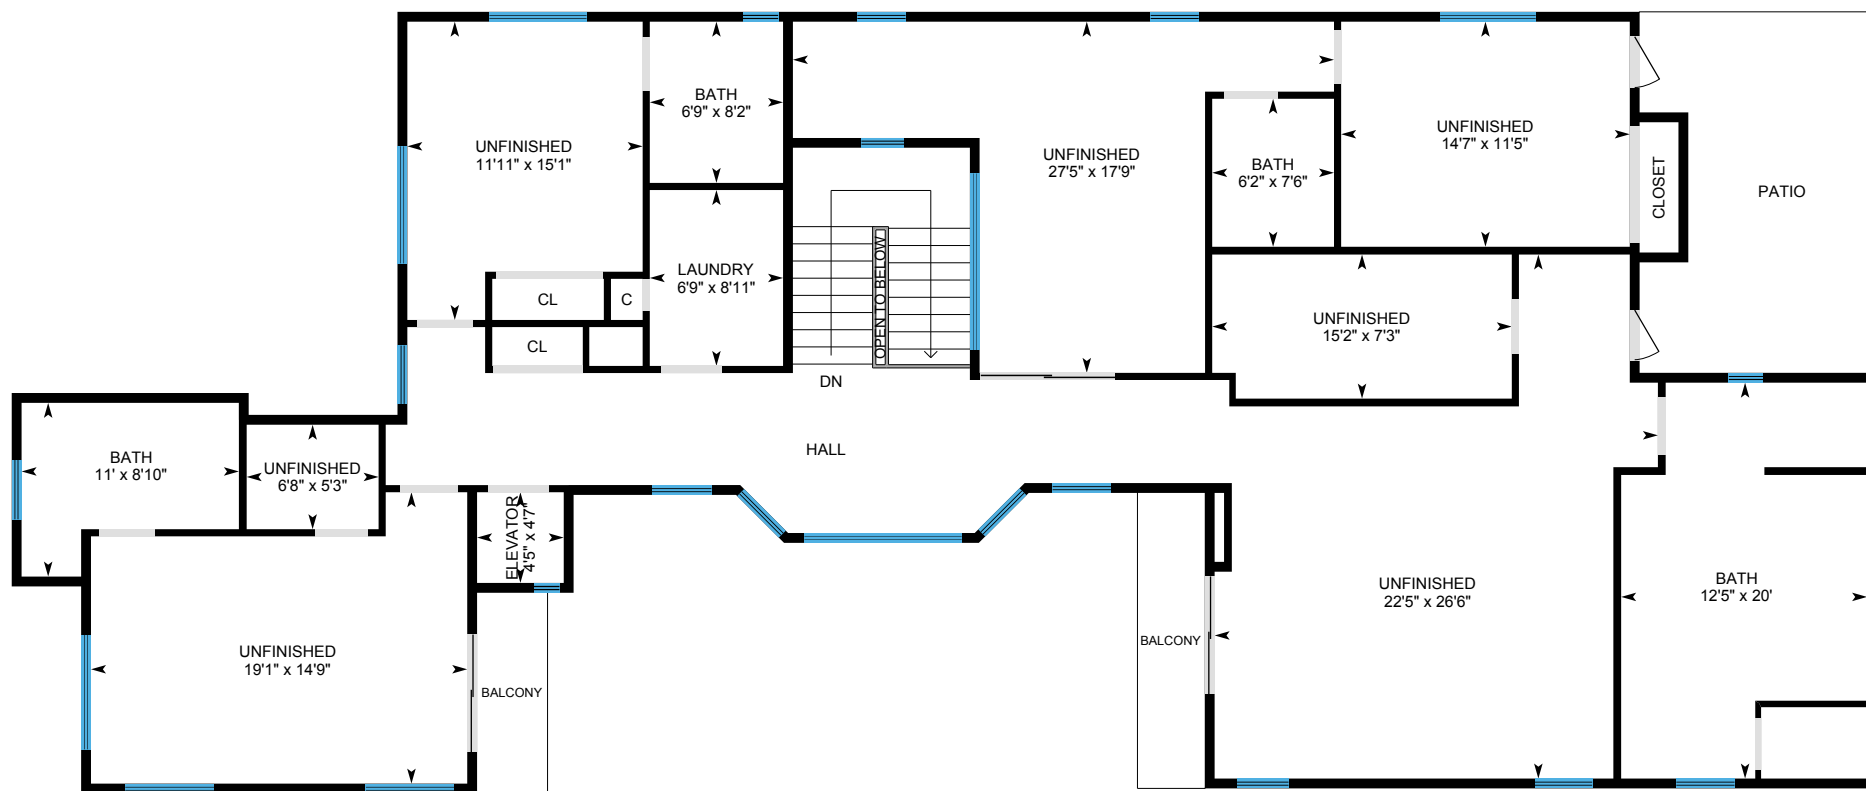 BATH
6'9" x 8'2"
UNFINISHED
11'11" x 15'1"
UNFINISHED
27'5" x 17'9"
BATH
6'2" x 7'6"
UNFINISHED
14'7" x 11'5"
CLOSET
PATIO
LAUNDRY
6'9" x 8'11"
CL
C
CL
OPEN TO BELOW
DN
UNFINISHED
15'2" x 7'3"
HALL
BATH
11' x 8'10"
UNFINISHED
6'8" x 5'3"
ELEVATOR
4'5" x 4'7"
UNFINISHED
19'1" x 14'9"
BALCONY
BALCONY
UNFINISHED
22'5" x 26'6"
BATH
12'5" x 20'